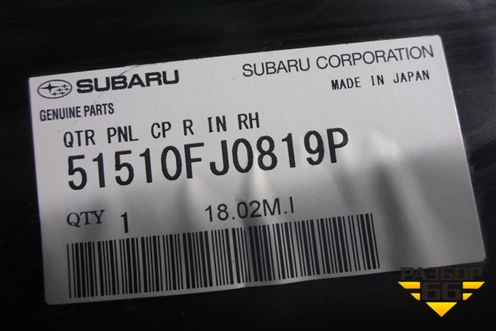 SUBARU
SUBARU CORPORATION
GENUINE PARTS
MADE IN JAPAN
QTR PNL CP R IN RH
51510FJ0819P
QTY 1
18.02M.I
РАЗБОР
66